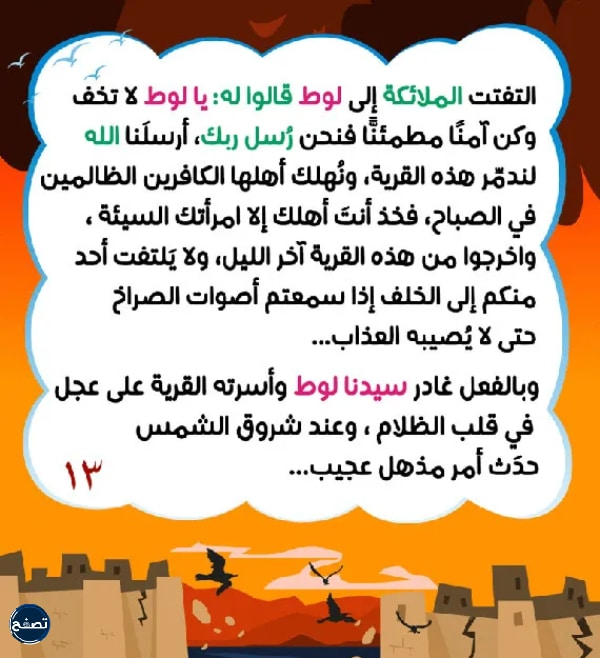 التفتت الملائكة إلى لوط قالوا له: يا لوط لا تخف
وكن آمنًا مطمئنًّا فنحن رُسل ربك، أرسلَنا الله
لندمّر هذه القرية، ونُهلك أهلها الكافرين الظالمين
في الصباح، فخذ أنتَ أهلك إلا امرأتك السيئة ،
واخرجوا من هذه القرية آخر الليل، ولا يَلتفت أحد
منكم إلى الخلف إذا سمعتم أصوات الصراخ
حتى لا يُصيبه العذاب...
وبالفعل غادر سيدنا لوط وأسرته القرية على عجل
في قلب الظلام ، وعند شروق الشمس
حدَث أمر مذهل عجيب...
١٣
تصفح